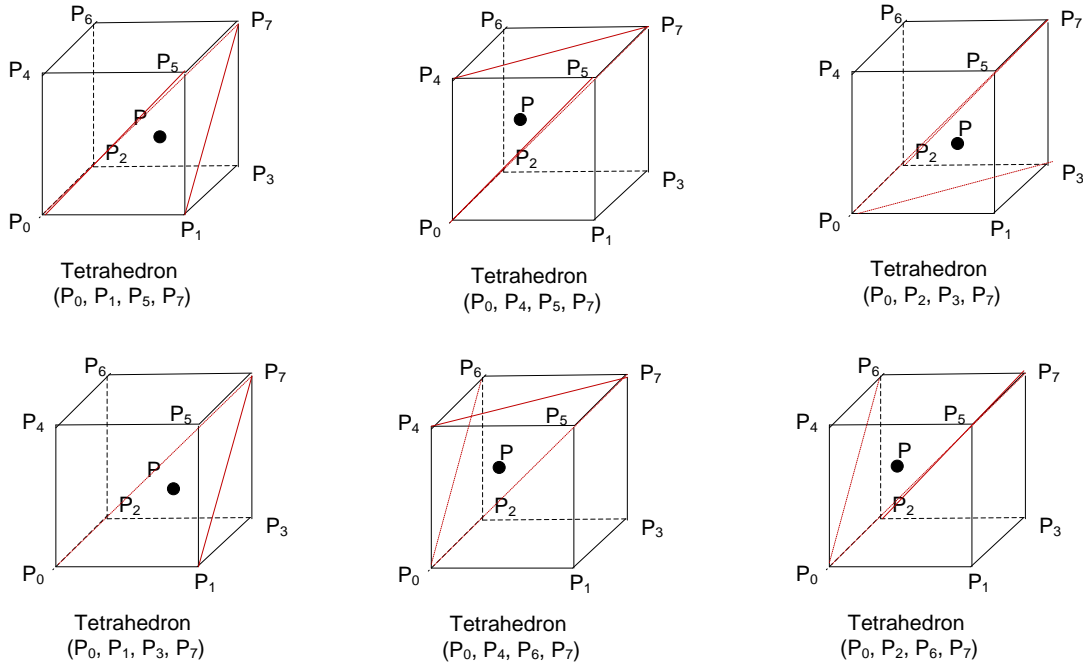 P₆
P₇
P₄
P₅
P
P₂
P₃
P₀
P₁
Tetrahedron
(P₀, P₁, P₅, P₇)
P₆
P₇
P₄
P₅
P
P₂
P₃
P₀
P₁
Tetrahedron
(P₀, P₄, P₅, P₇)
P₆
P₇
P₄
P₅
P
P₂
P₃
P₀
P₁
Tetrahedron
(P₀, P₂, P₃, P₇)
P₆
P₇
P₄
P₅
P
P₂
P₃
P₀
P₁
Tetrahedron
(P₀, P₁, P₃, P₇)
P₆
P₇
P₄
P₅
P
P₂
P₃
P₀
P₁
Tetrahedron
(P₀, P₄, P₆, P₇)
P₆
P₇
P₄
P₅
P
P₂
P₃
P₀
P₁
Tetrahedron
(P₀, P₂, P₆, P₇)